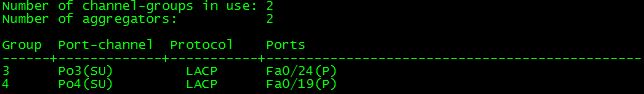 Number of channel-groups in use: 2
Number of aggregators:           2

Group  Port-channel  Protocol    Ports
------+-------------+-----------+-----------------------------------------------
3      Po3(SU)         LACP      Fa0/24(P)
4      Po4(SU)         LACP      Fa0/19(P)